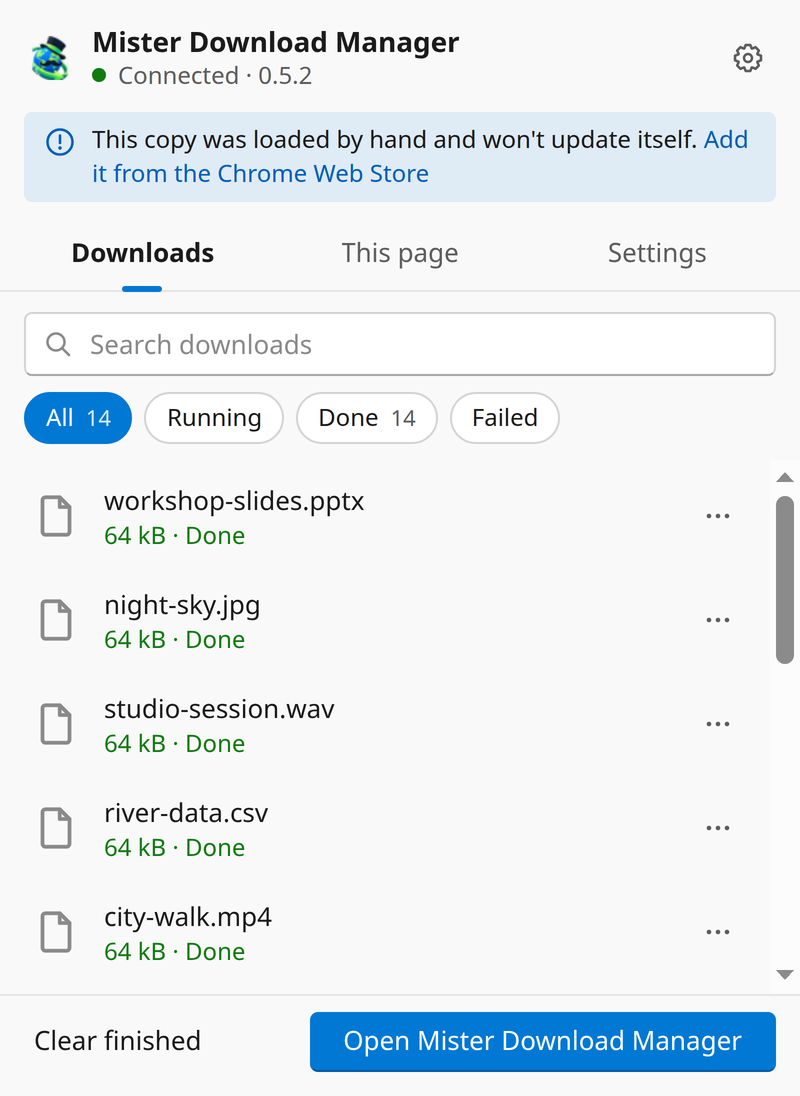 Mister Download Manager
Connected · 0.5.2
This copy was loaded by hand and won't update itself. Add
it from the Chrome Web Store
Downloads This page Settings
Search downloads
All 14 Running Done 14 Failed
workshop-slides.pptx
64 kB · Done
night-sky.jpg
64 kB · Done
studio-session.wav
64 kB · Done
river-data.csv
64 kB · Done
city-walk.mp4
64 kB · Done
Clear finished Open Mister Download Manager